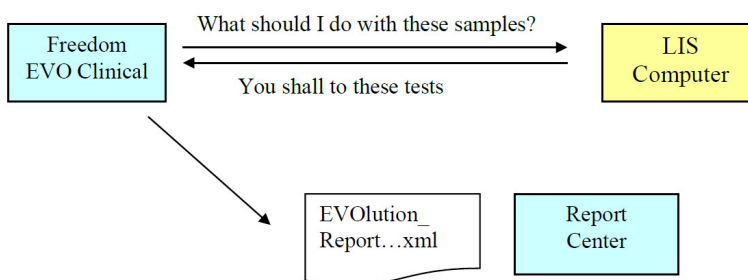 What should I do with these samples?
Freedom
EVO Clinical
LIS
Computer
You shall to these tests
EVOlution_
Report…xml
Report
Center